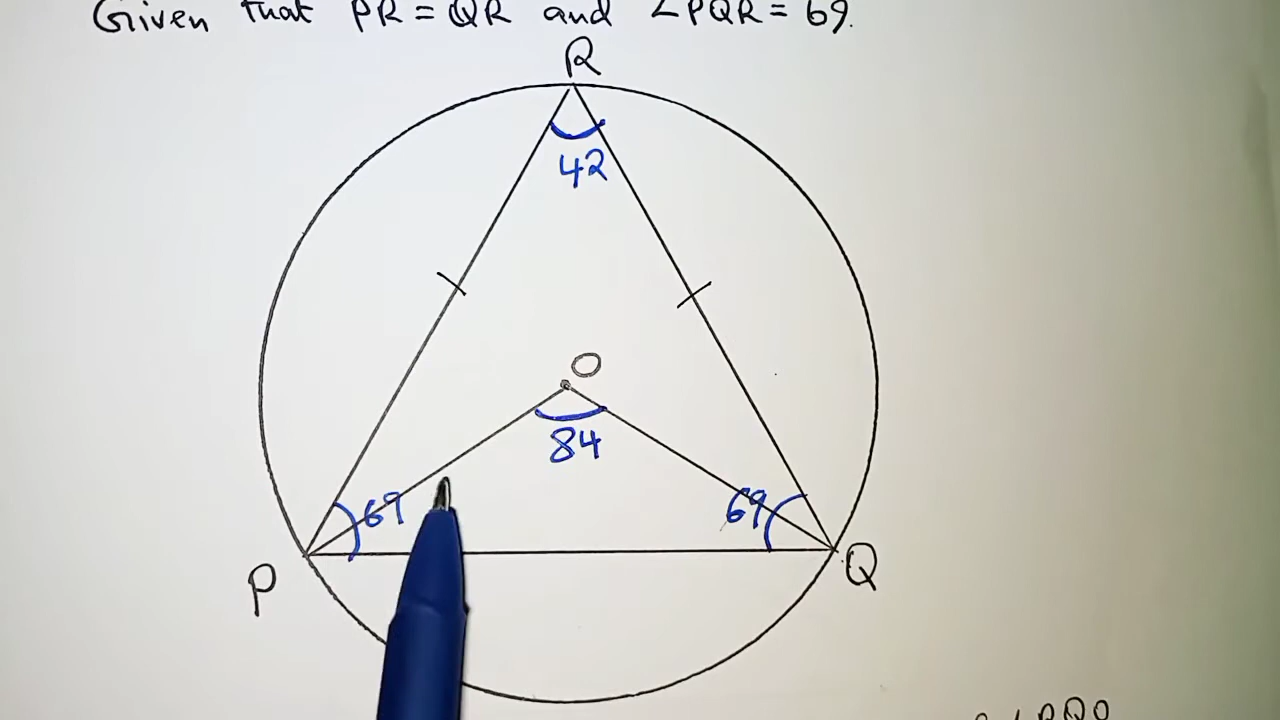 Given that PR = QR and ∠PQR = 69.
R
42
O
84
69 69
P Q